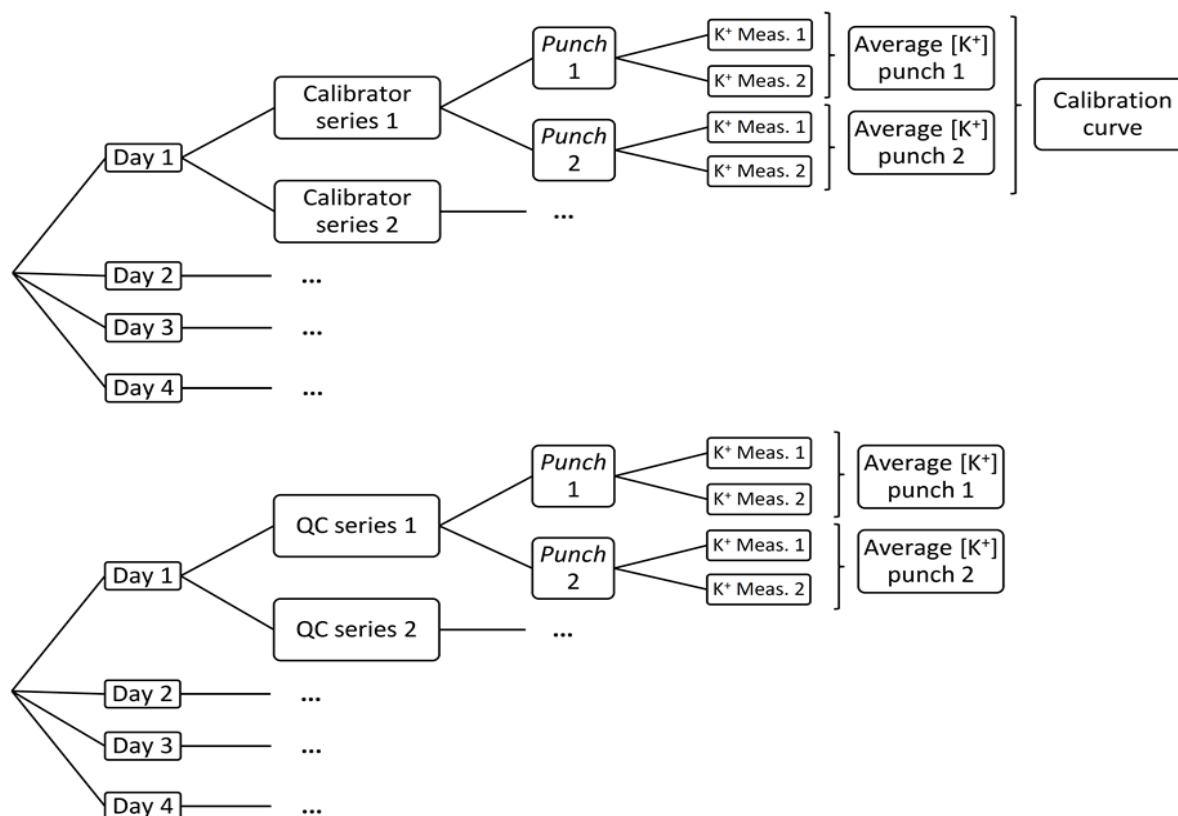 Day 1
Calibrator
series 1
Punch
1
K⁺ Meas. 1
K⁺ Meas. 2
Average [K⁺]
punch 1
Punch
2
K⁺ Meas. 1
K⁺ Meas. 2
Average [K⁺]
punch 2
Calibration
curve
Calibrator
series 2
...
Day 2
...
Day 3
...
Day 4
...
Day 1
QC series 1
Punch
1
K⁺ Meas. 1
K⁺ Meas. 2
Average [K⁺]
punch 1
Punch
2
K⁺ Meas. 1
K⁺ Meas. 2
Average [K⁺]
punch 2
QC series 2
...
Day 2
...
Day 3
...
Day 4
...